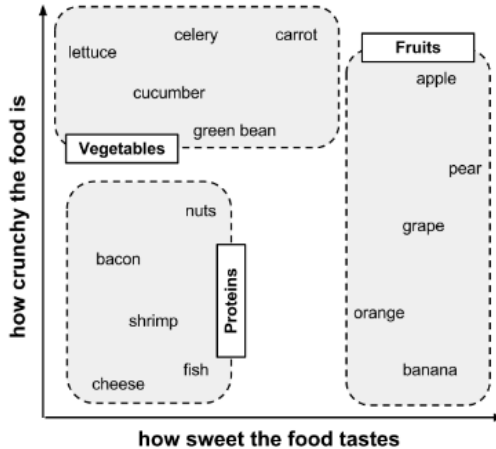 celery
carrot
lettuce
Fruits
apple
cucumber
green bean
Vegetables
pear
nuts
grape
bacon
Proteins
orange
shrimp
fish
banana
cheese
how crunchy the food is
how sweet the food tastes